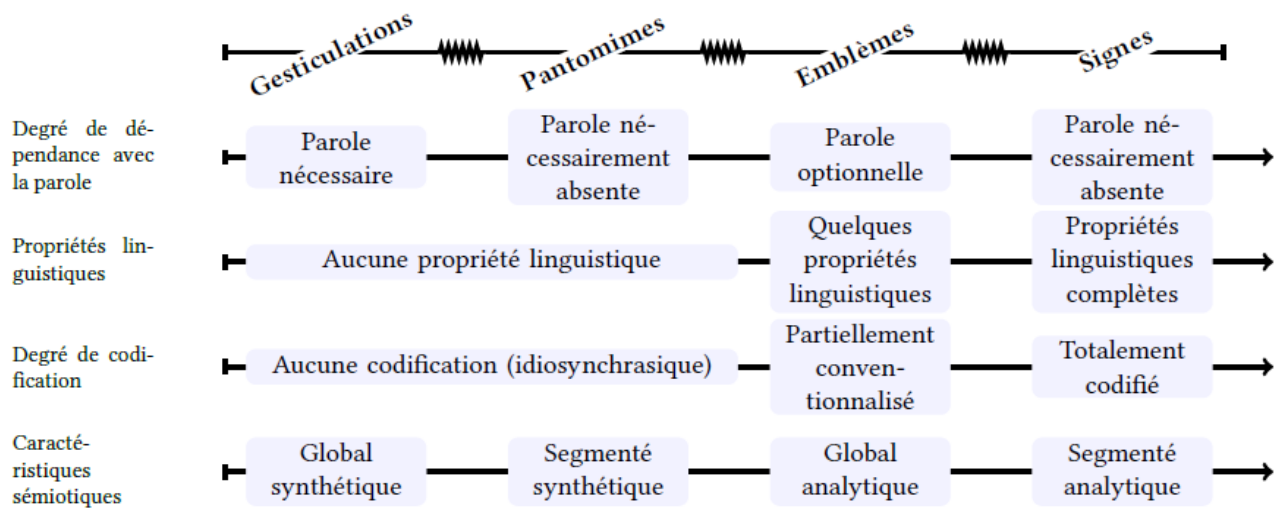 Gesticulations
Pantomimes
Emblèmes
Signes
Degré de dé-
pendance avec
la parole
Parole
nécessaire
Parole né-
cessairement
absente
Parole
optionnelle
Parole né-
cessairement
absente
Propriétés lin-
guistiques
Aucune propriété linguistique
Quelques
propriétés
linguistiques
Propriétés
linguistiques
complètes
Degré de codi-
fication
Aucune codification (idiosynchrasique)
Partiellement
conven-
tionnalisé
Totalement
codifié
Caracté-
ristiques
sémiotiques
Global
synthétique
Segmenté
synthétique
Global
analytique
Segmenté
analytique